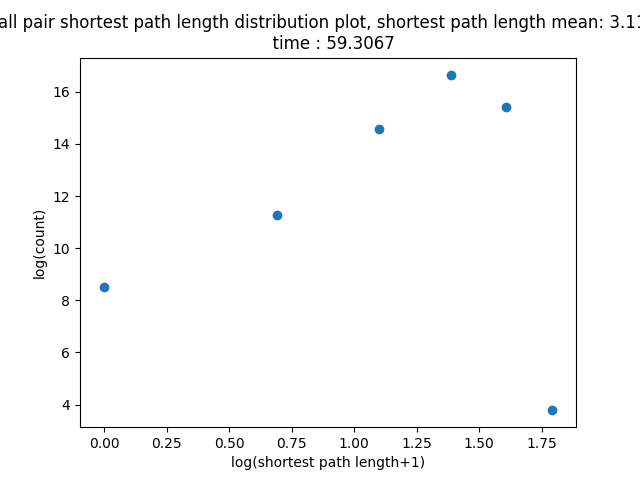 all pair shortest path length distribution plot, shortest path length mean: 3.11
time : 59.3067
16
14
12
10
8
6
4
log(count)
0.00 0.25 0.50 0.75 1.00 1.25 1.50 1.75
log(shortest path length+1)